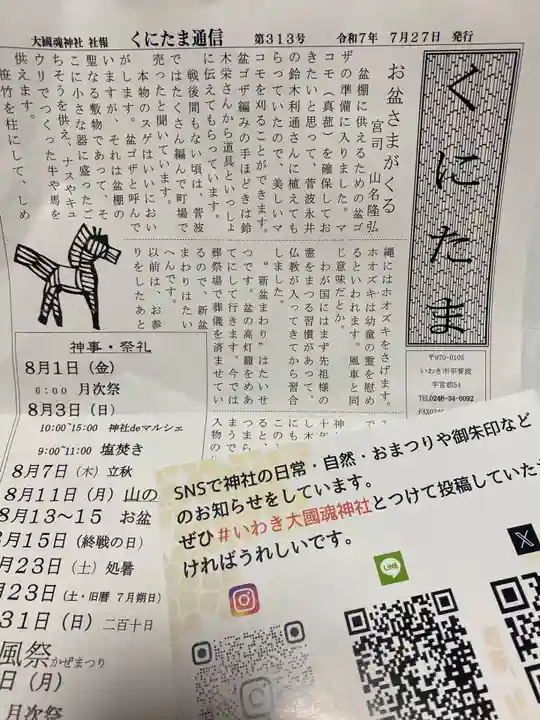 大國魂神社 社報 くにたま通信 第313号 令和7年 7月27日 発行
くにたま
〒970-0105
いわき市平菅波
字宮前54
TEL0246-34-0092
お盆さまがくる
宮司 山名隆弘
盆棚に供えるための盆ゴ
ザの準備に入りました。マ
コモ(真菰)を確保してお
きたいと思って、菅波永井
の鈴木利通さんに植えても
らっていたので、美しいマ
コモを刈ることができます。
盆ゴザ編みの手ほどきは鈴
木栄さんから道具といっしょ
に伝えてもらっています。
戦後間もない頃は、菅波
ではたくさん編んで町場で
売ったと聞いています。
本物のスゲはいいにおい
がします。盆ゴザと呼んで
いますが、それは盆棚の
聖なる敷物であって、そ
こに小さな器に盛ったご
ちそうを供え、ナスやキュ
ウリでつくった牛や馬を
供えます。
笹竹を柱にして、しめ
縄にはホオズキをさげます。
ホオズキは幼童の霊を慰め
るといわれます。風車と同
じ意味だとか。
わが国にはまず先祖様の
霊をまつる習慣があって、
仏教が入ってきてから習合
しました。
“新盆まわり”はたいせ
つです。盆の高灯籠をめあ
てにして行きます。今では
葬祭場で葬儀を済ませてい
るので、新盆
まわりはたい
へんです。
以前は、お参
りをしたあと
神事・祭礼
8月1日(金)
6:00 月次祭
8月3日(日)
10:00~15:00 神社deマルシェ
9:00~11:00 塩焚き
8月7日(木)立秋
8月11日(月)山の
8月13~15 お盆
8月15日(終戦の日)
23日(土)処暑
23日(土・旧暦 7月朔日)
31日(日)二百十日
風祭かぜまつり
日(月)
月次祭
SNSで神社の日常・自然・おまつりや御朱印など
のお知らせをしています。
ぜひ #いわき大國魂神社とつけて投稿していた
ければうれしいです。
LINE
X